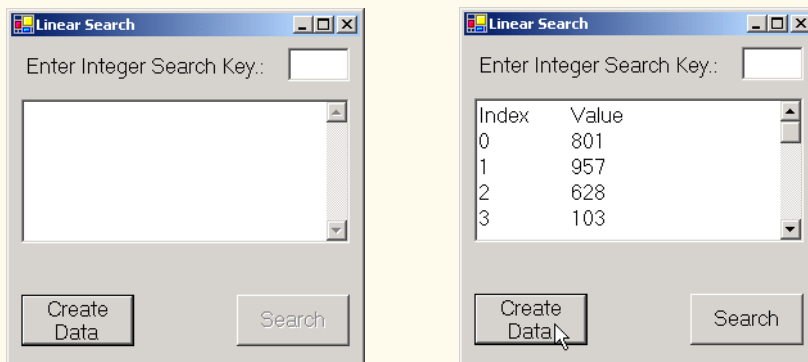 Linear Search
Enter Integer Search Key.:
Create
Data
Search
Linear Search
Enter Integer Search Key.:
Index Value
0 801
1 957
2 628
3 103
Create
Data
Search